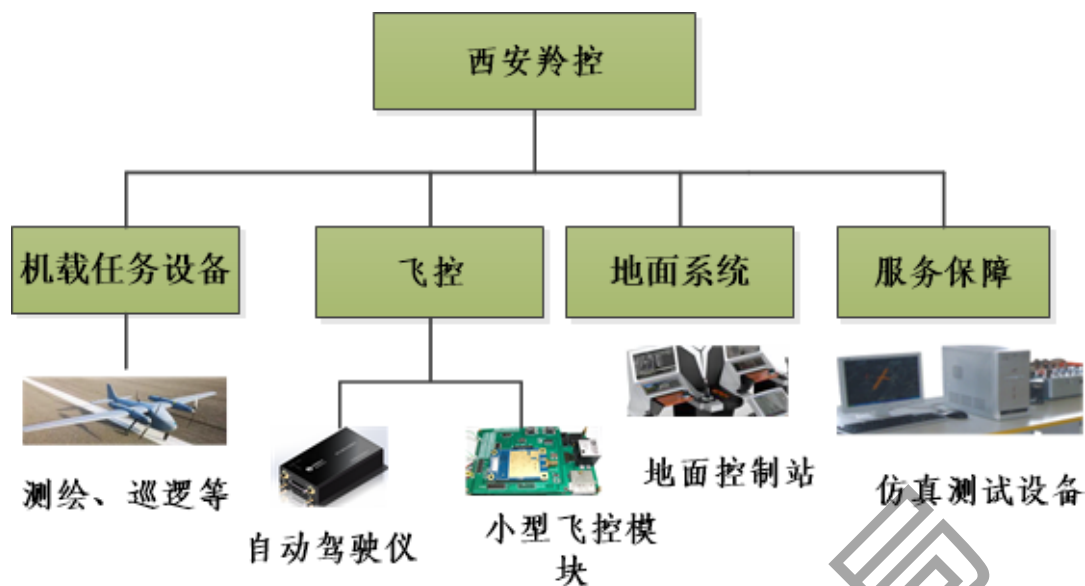 西安羚控
机载任务设备
飞控
地面系统
服务保障
测绘、巡逻等
自动驾驶仪
小型飞控模
块
地面控制站
仿真测试设备